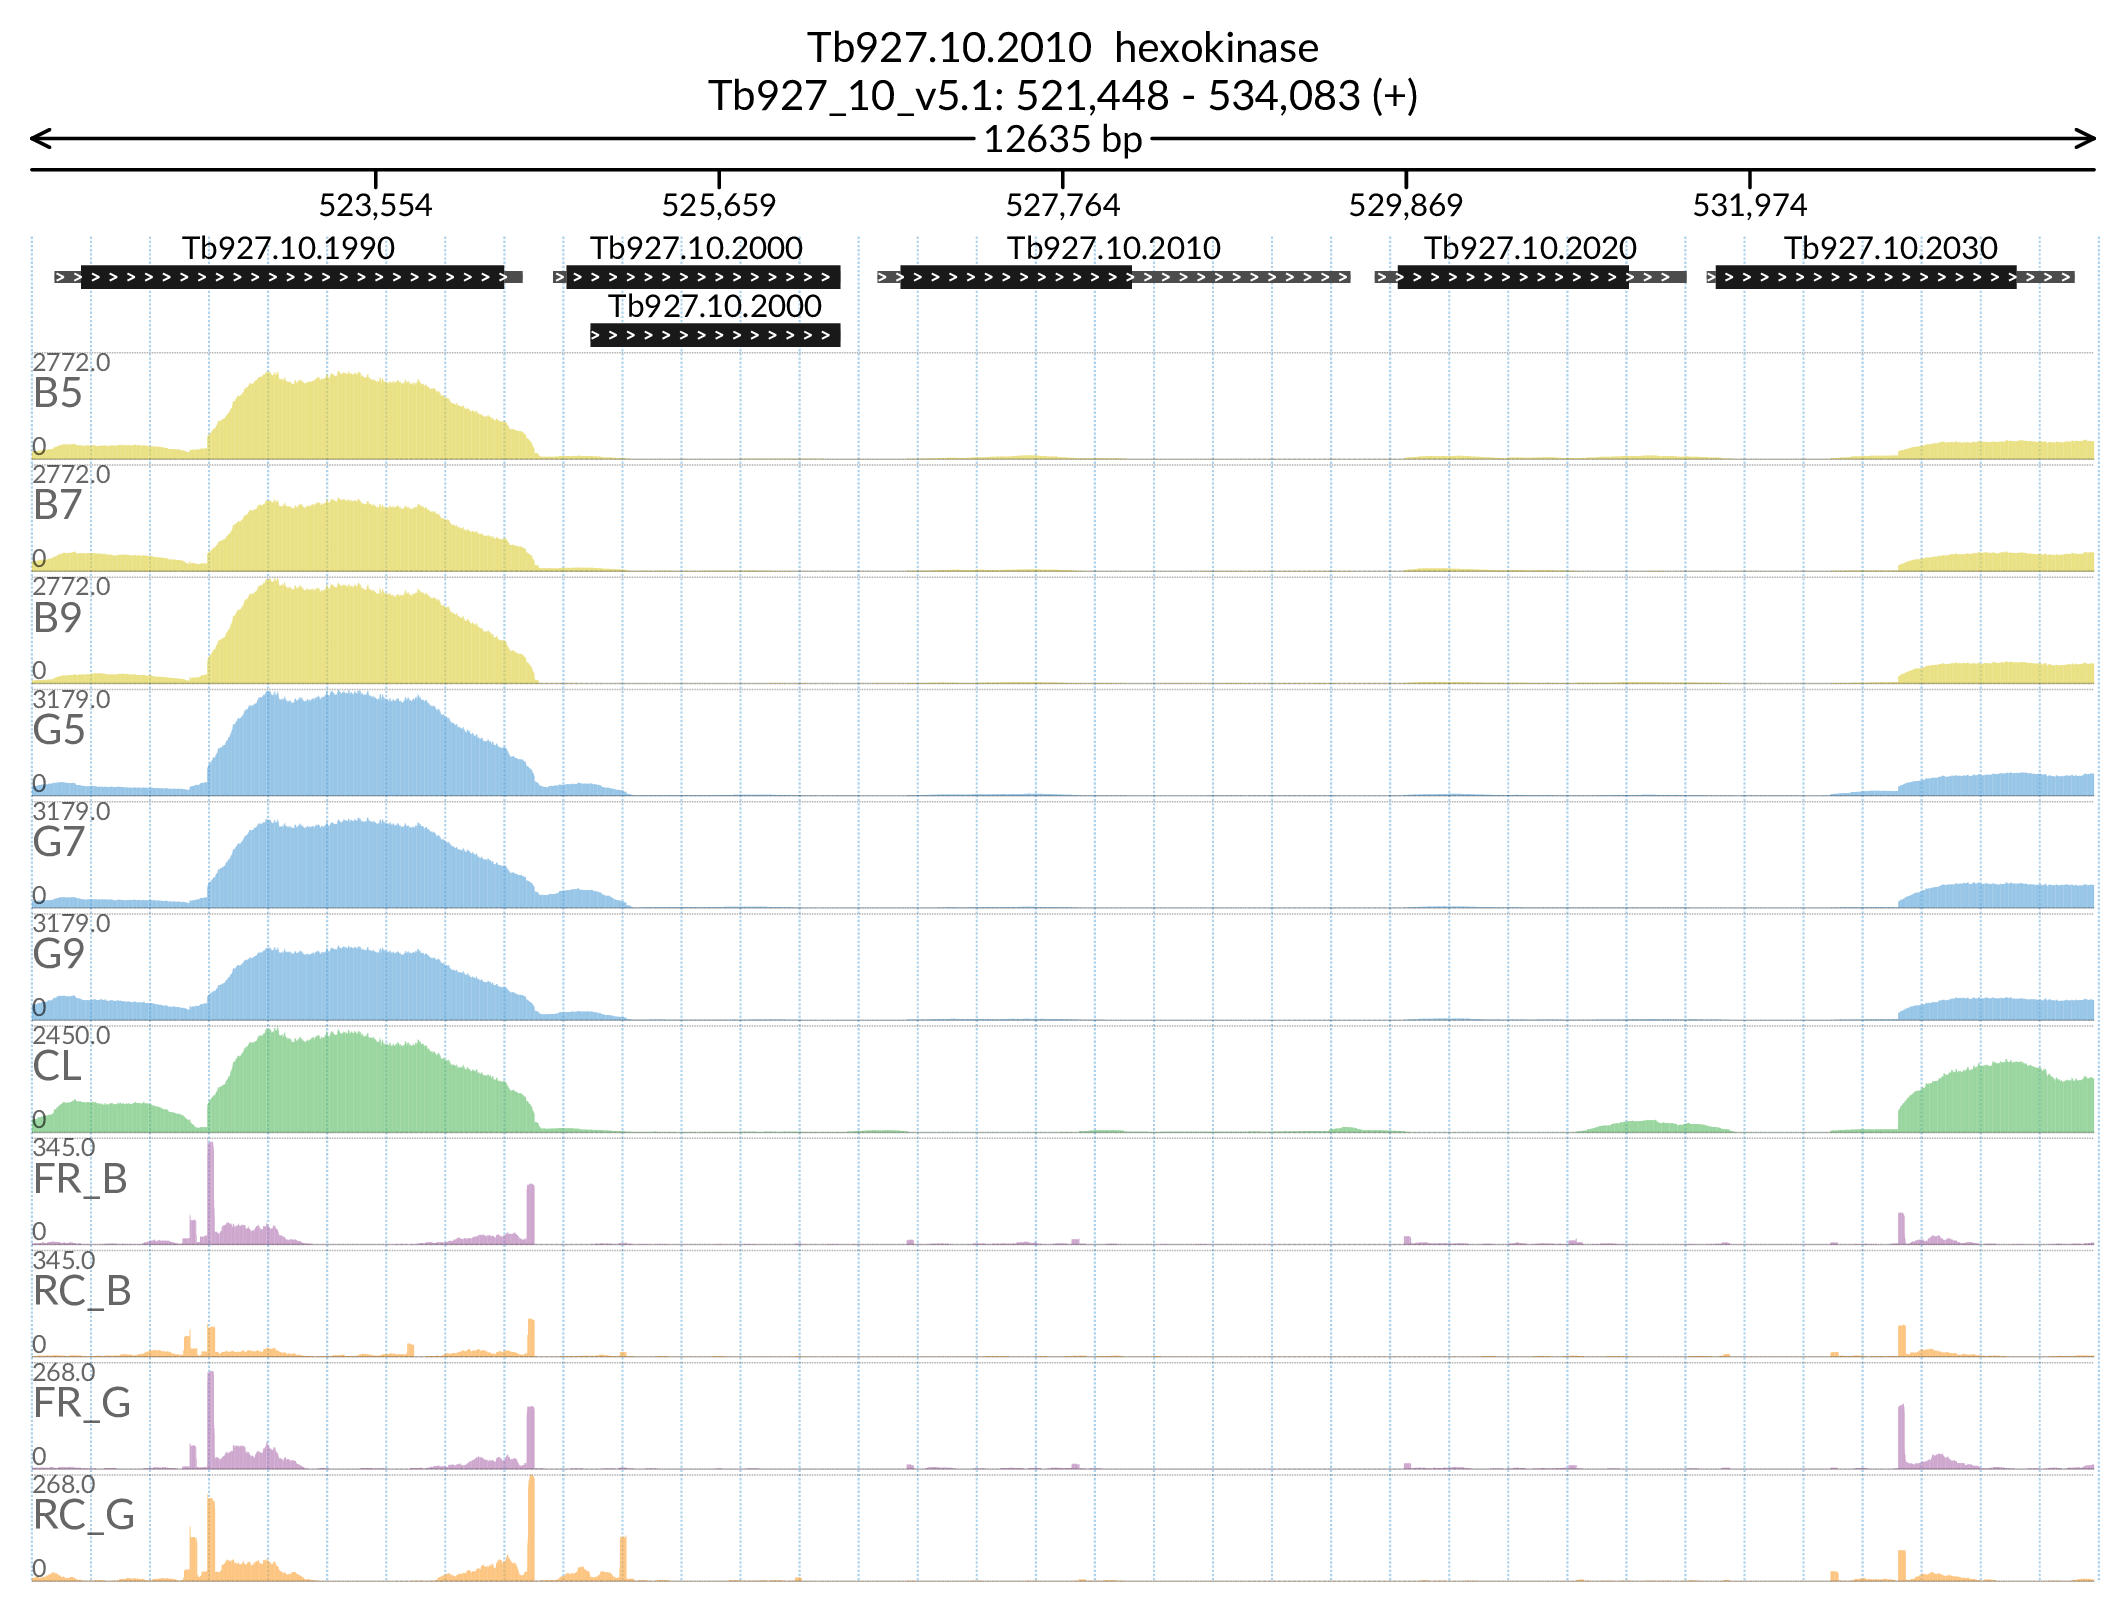 Tb927.10.2010 hexokinase
Tb927_10_v5.1: 521,448 - 534,083 (+)
12635 bp
523,554 525,659 527,764 529,869 531,974
Tb927.10.1990 Tb927.10.2000 Tb927.10.2010 Tb927.10.2020 Tb927.10.2030
Tb927.10.2000
2772.0
B5
0
2772.0
B7
0
2772.0
B9
0
3179.0
G5
0
3179.0
G7
0
3179.0
G9
0
2450.0
CL
0
345.0
FR_B
0
345.0
RC_B
0
268.0
FR_G
0
268.0
RC_G
0